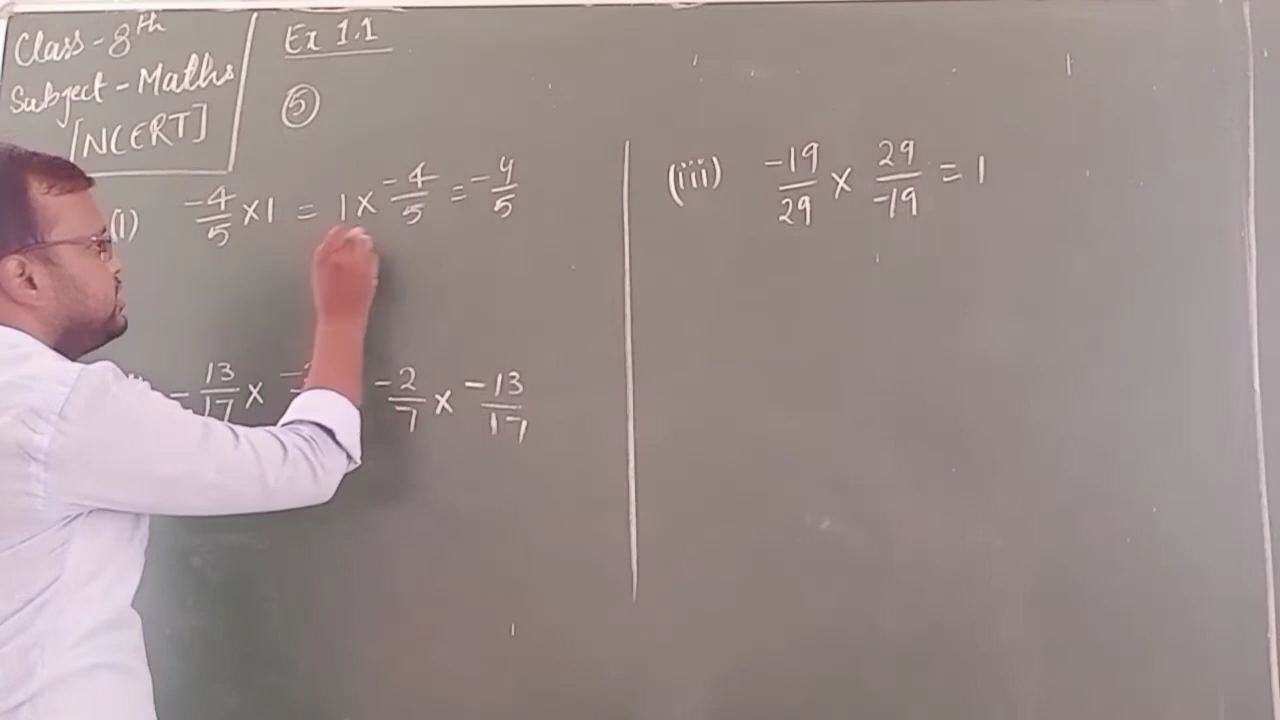 Class - 8th
Subject - Maths
[NCERT]
Ex 1.1
5
(i) -4/5 × 1 = 1 × -4/5 = -4/5
- 13/17 × -2/7 × -13/17
(iii) -19/29 × 29/-19 = 1